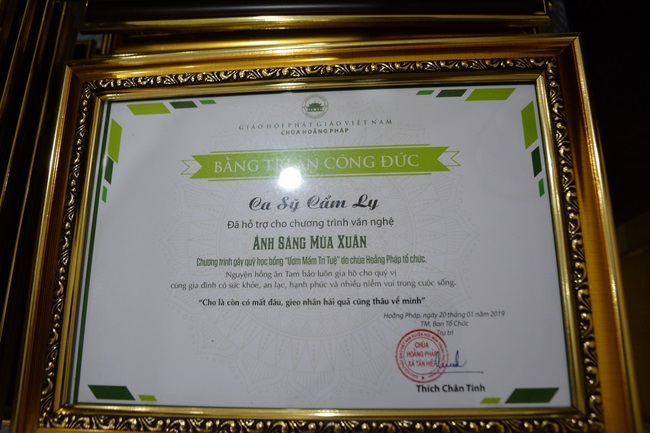 GIÁO HỘI PHẬT GIÁO VIỆT NAM
CHÙA HOẰNG PHÁP
BẰNG TRI ÂN CÔNG ĐỨC
Ca Sỹ Cẩm Ly
Đã hỗ trợ cho chương trình văn nghệ
ÁNH SÁNG MÙA XUÂN
Chương trình gây quỹ học bổng "Ươm Mầm Trí Tuệ" do chùa Hoằng Pháp tổ chức.
Nguyện hồng ân Tam bảo luôn gia hộ cho quý vị
cùng gia đình có sức khỏe, an lạc, hạnh phúc và nhiều niềm vui trong cuộc sống.
"Cho là còn có mất đâu, gieo nhân hái quả cũng thâu về mình"
Hoằng Pháp, ngày 20 tháng 01 năm 2019
TM. Ban Tổ Chức
Trụ trì
CHÙA
HOẰNG PHÁP
XÃ TÂN HIỆP
Thích Chân Tính